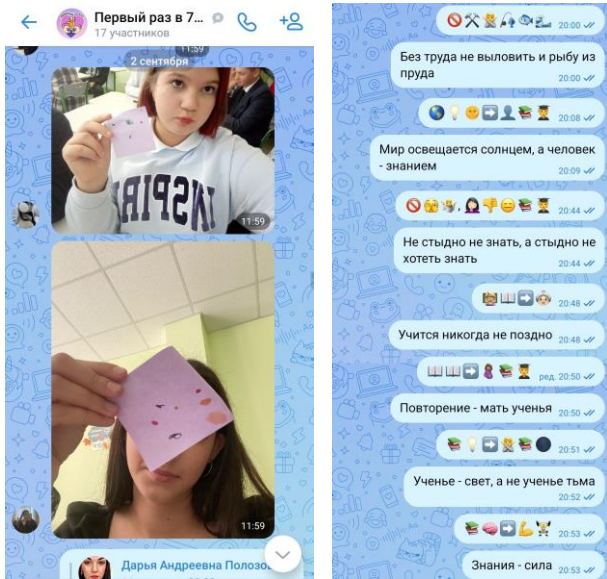 Первый раз в 7...
17 участников
11:59
2 сентября
INSPIRE
11:59
11:59
Дарья Андреевна Полозо
20:00
Без труда не выловить и рыбу из
пруда
20:00
20:08
Мир освещается солнцем, а человек
- знанием
20:09
20:44
Не стыдно не знать, а стыдно не
хотеть знать
20:44
20:48
Учится никогда не поздно
20:48
ред. 20:50
Повторение - мать ученья
20:50
20:51
Ученье - свет, а не ученье тьма
20:52
20:53
Знания - сила
20:53